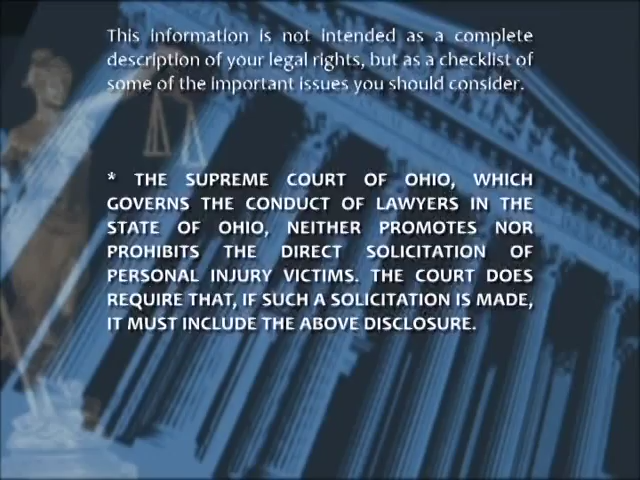 This information is not intended as a complete
description of your legal rights, but as a checklist of
some of the important issues you should consider.
* THE SUPREME COURT OF OHIO, WHICH
GOVERNS THE CONDUCT OF LAWYERS IN THE
STATE OF OHIO, NEITHER PROMOTES NOR
PROHIBITS THE DIRECT SOLICITATION OF
PERSONAL INJURY VICTIMS. THE COURT DOES
REQUIRE THAT, IF SUCH A SOLICITATION IS MADE,
IT MUST INCLUDE THE ABOVE DISCLOSURE.